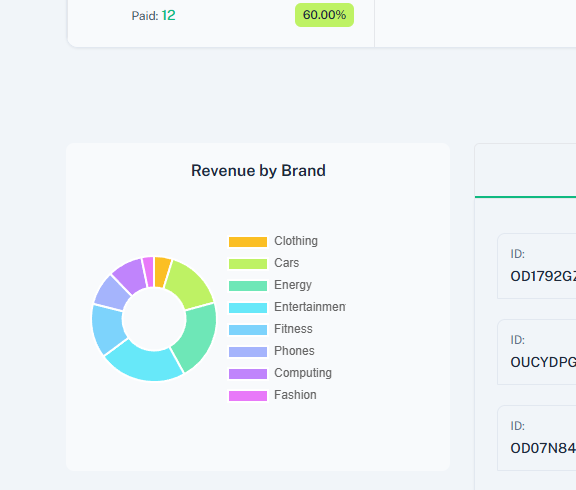 Paid: 12
60.00%
Revenue by Brand
Clothing
Cars
Energy
Entertainmen
Fitness
Phones
Computing
Fashion
ID:
OD1792G
ID:
OUCYDPG
ID:
OD07N84